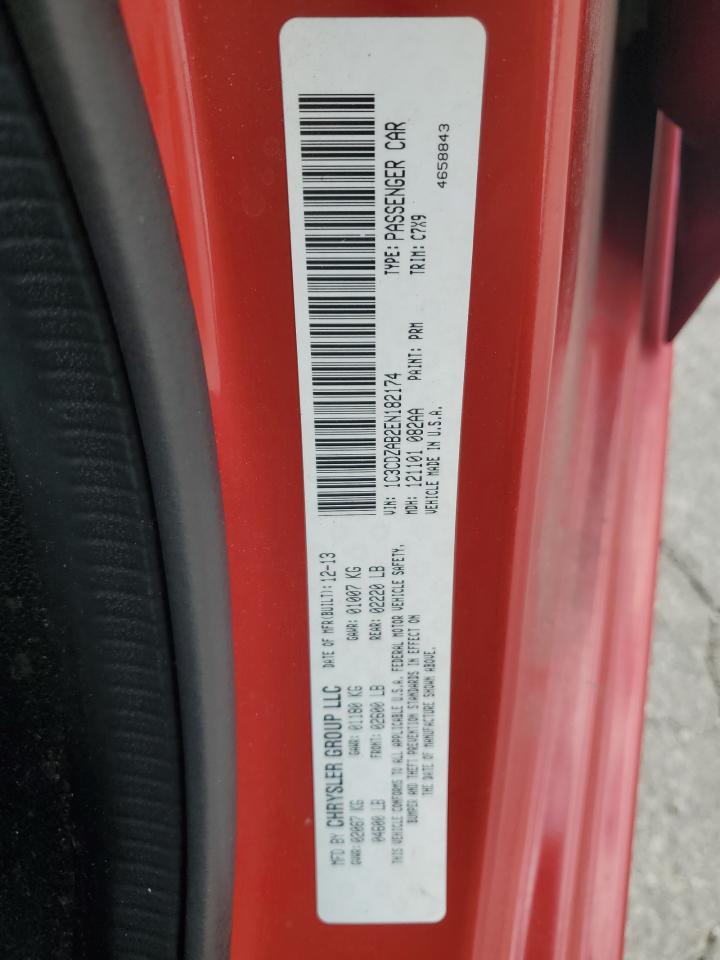 MFD BY CHRYSLER GROUP LLC DATE OF MFR(BUILT): 12-13
GVWR: 02087 KG GAWR: 01180 KG GAWR: 01007 KG
04600 LB FRONT: 02600 LB REAR: 02220 LB
THIS VEHICLE CONFORMS TO ALL APPLICABLE U.S.A. FEDERAL MOTOR VEHICLE SAFETY,
BUMPER AND THEFT PREVENTION STANDARDS IN EFFECT ON
THE DATE OF MANUFACTURE SHOWN ABOVE.
VIN: 1C3CDZAB2EN182174 TYPE: PASSENGER CAR
MDH: 121101 082AA PAINT: PRM TRIM: C7X9
VEHICLE MADE IN U.S.A.
4658843